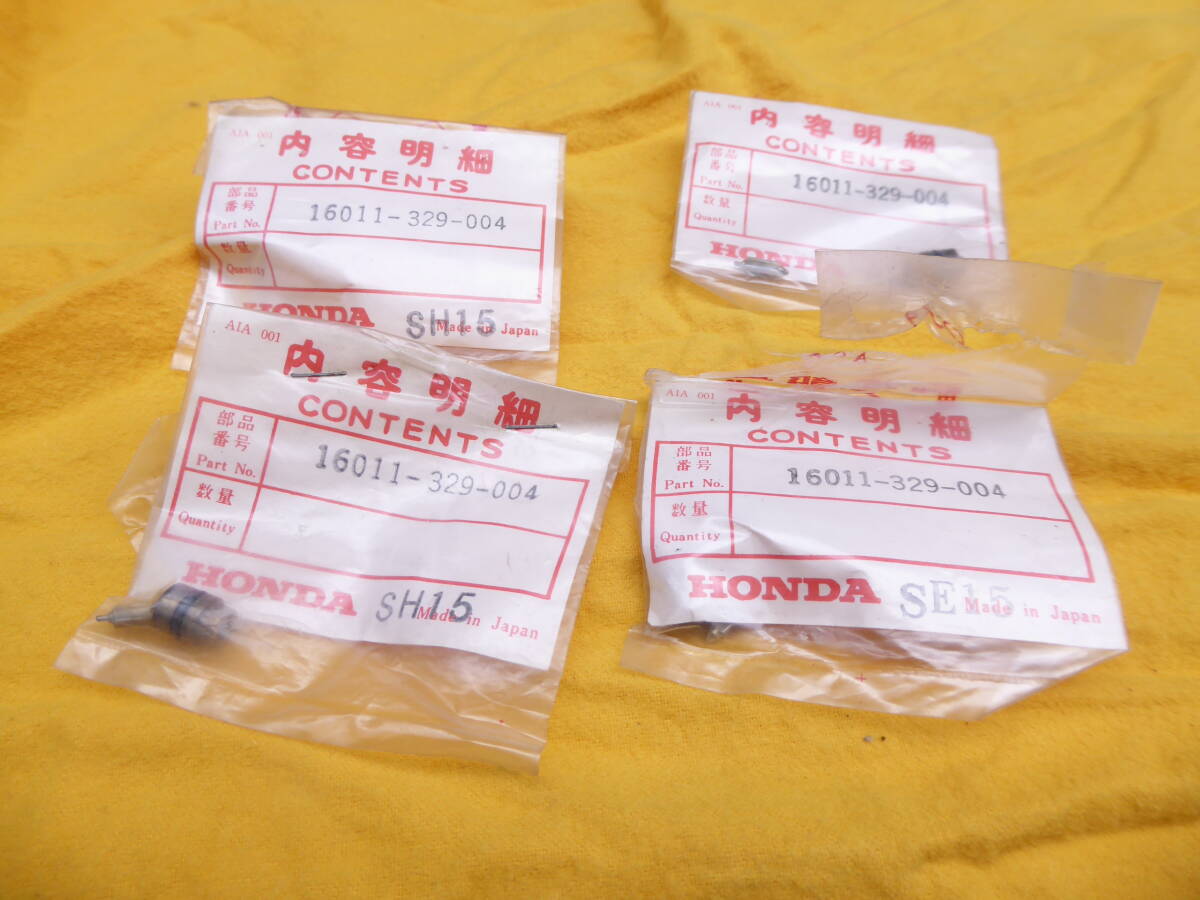 AIA 001
内容明細
CONTENTS
部品
番号
Part No.
16011-329-004
数量
Quantity
HONDA
SH15
Made in Japan
AIA 001
内容明細
CONTENTS
部品
番号
Part No.
16011-329-004
数量
Quantity
HONDA
AIA 001
内容明細
CONTENTS
部品
番号
Part No.
16011-329-004
数量
Quantity
HONDA
SH15
Made in Japan
AIA 001
内容明細
CONTENTS
部品
番号
Part No.
16011-329-004
数量
Quantity
HONDA
SE15
Made in Japan